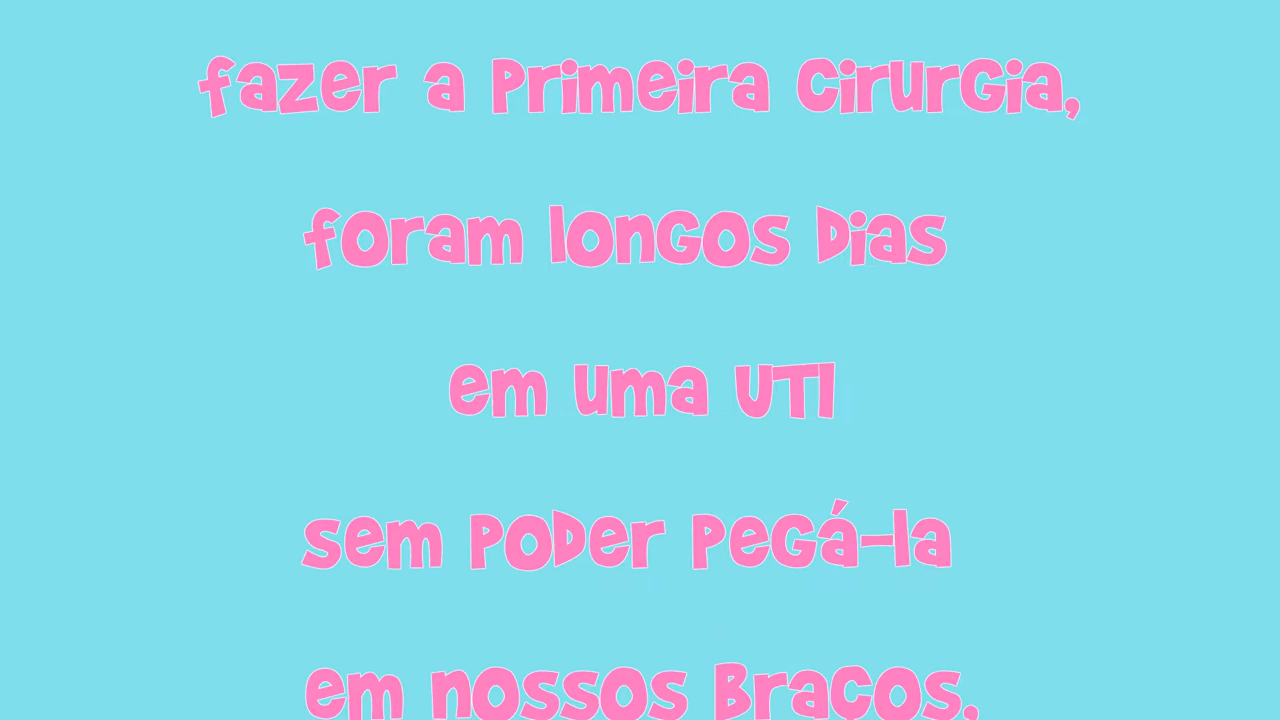 fazer a primeira cirurgia,
foram longos dias
em uma UTI
sem poder pegá-la
em nossos braços.